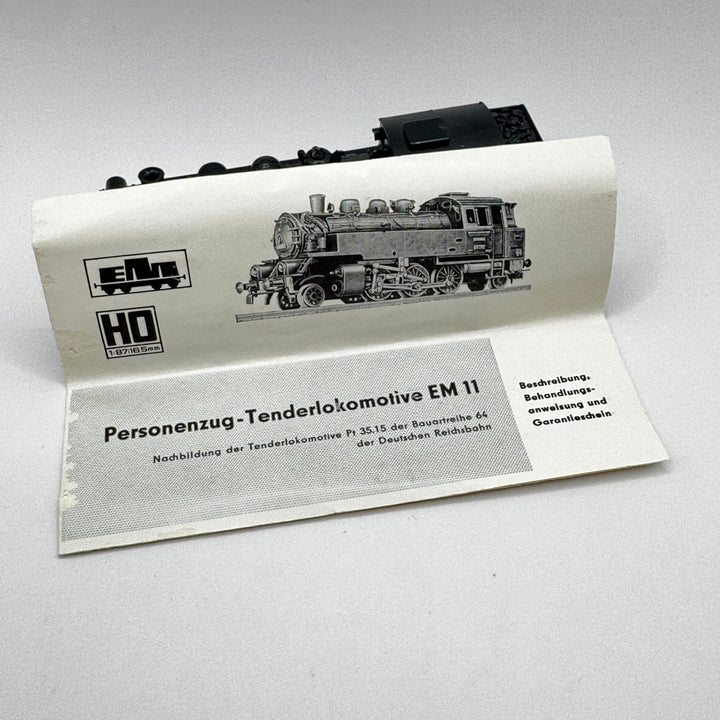 EMR
HO
1:87/16.5mm
Personenzug-Tenderlokomotive EM 11
Nachbildung der Tenderlokomotive Pt 35.15 der Bauartreihe 64
der Deutschen Reichsbahn
Beschreibung,
Behandlungs-
anweisung und
Garantieschein